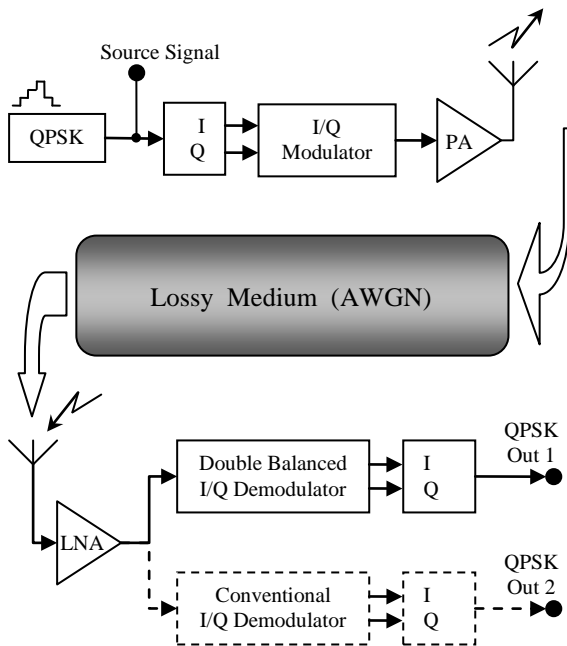 Source Signal
QPSK
I
Q
I/Q
Modulator
PA
Lossy Medium (AWGN)
LNA
Double Balanced
I/Q Demodulator
I
Q
QPSK
Out 1
Conventional
I/Q Demodulator
I
Q
QPSK
Out 2